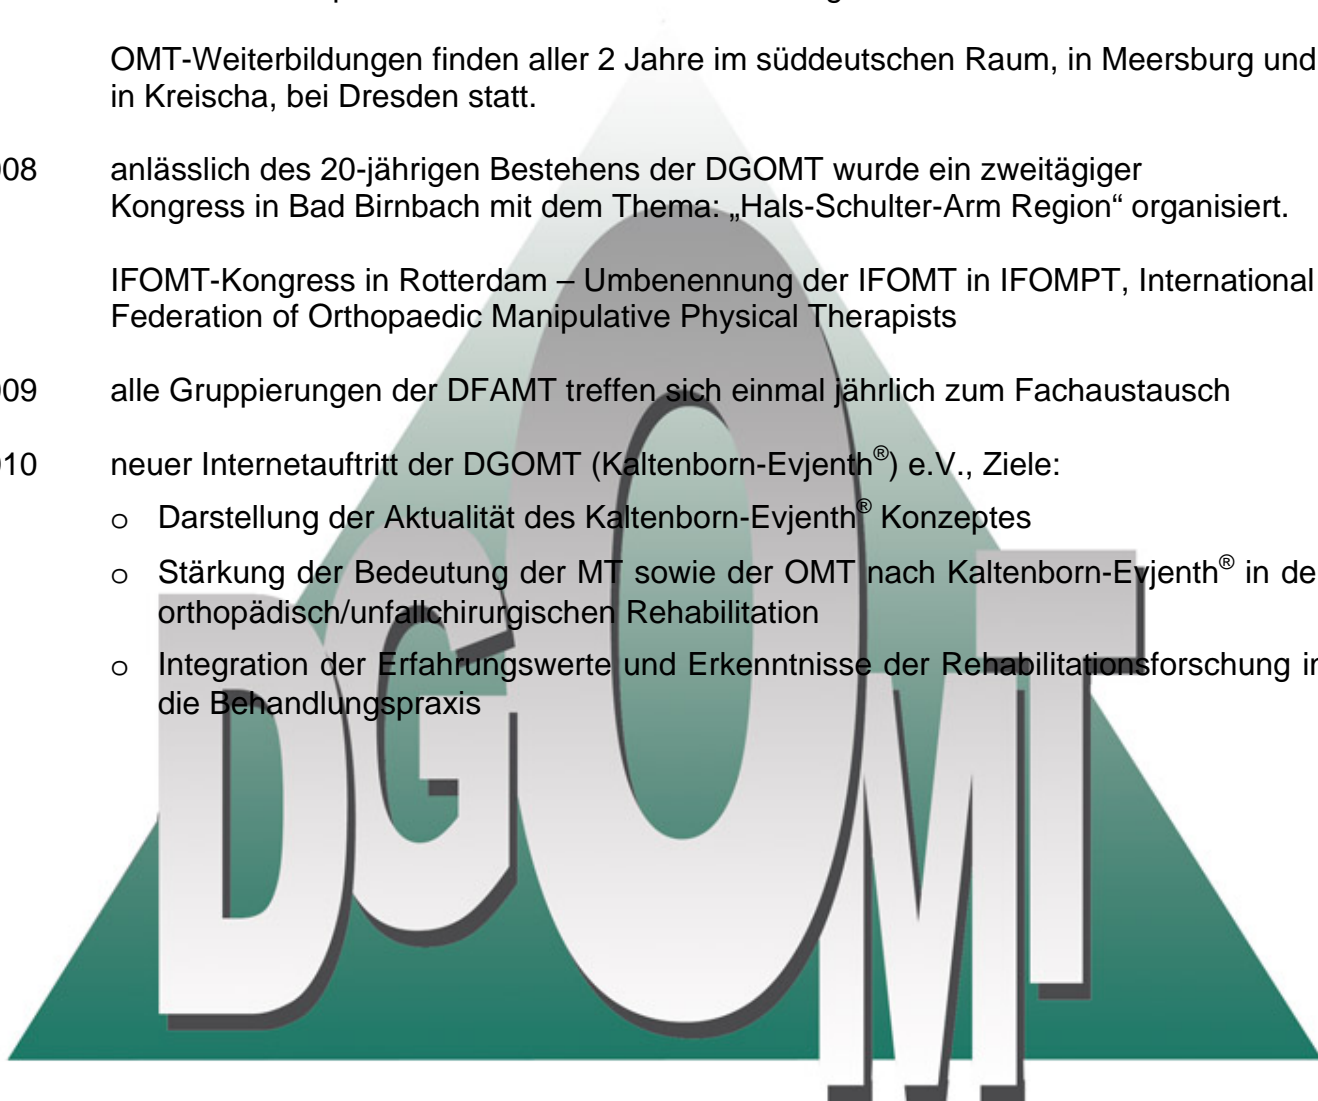 OMT-Weiterbildungen finden aller 2 Jahre im süddeutschen Raum, in Meersburg und
in Kreischa, bei Dresden statt.
08 anlässlich des 20-jährigen Bestehens der DGOMT wurde ein zweitägiger
Kongress in Bad Birnbach mit dem Thema: „Hals-Schulter-Arm Region“ organisiert.
IFOMT-Kongress in Rotterdam – Umbenennung der IFOMT in IFOMPT, International
Federation of Orthopaedic Manipulative Physical Therapists
09 alle Gruppierungen der DFAMT treffen sich einmal jährlich zum Fachaustausch
10 neuer Internetauftritt der DGOMT (Kaltenborn-Evjenth®) e.V., Ziele:
o Darstellung der Aktualität des Kaltenborn-Evjenth® Konzeptes
o Stärkung der Bedeutung der MT sowie der OMT nach Kaltenborn-Evjenth® in de
orthopädisch/unfallchirurgischen Rehabilitation
o Integration der Erfahrungswerte und Erkenntnisse der Rehabilitationsforschung in
die Behandlungspraxis
DGOMT